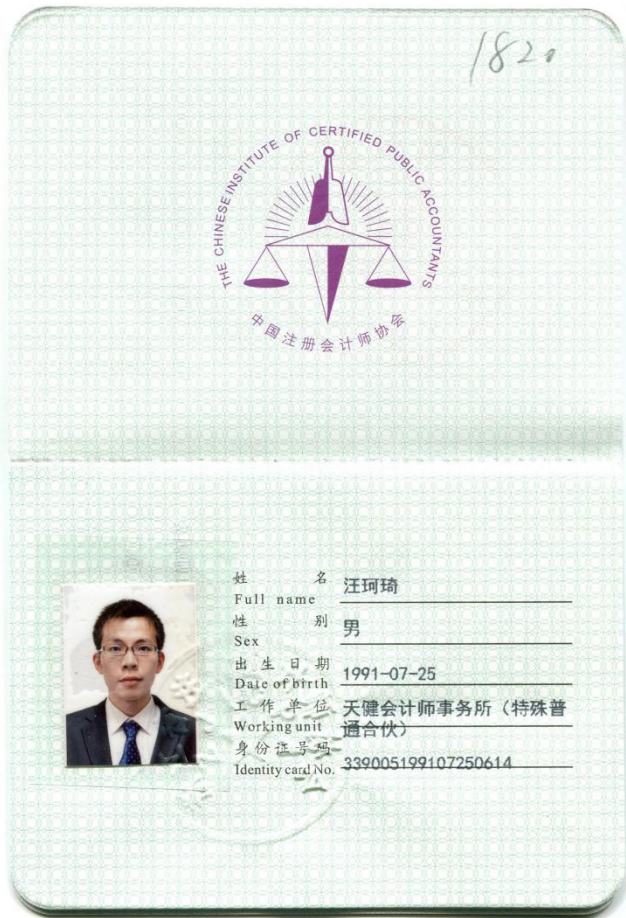 1820
THE CHINESE INSTITUTE OF CERTIFIED PUBLIC ACCOUNTANTS
中国注册会计师协会
姓 名 汪珂琦
Full name
性 别 男
Sex
出生日期 1991-07-25
Date of birth
工作单位 天健会计师事务所（特殊普
Working unit 通合伙）
身份证号码 339005199107250614
Identity card No.